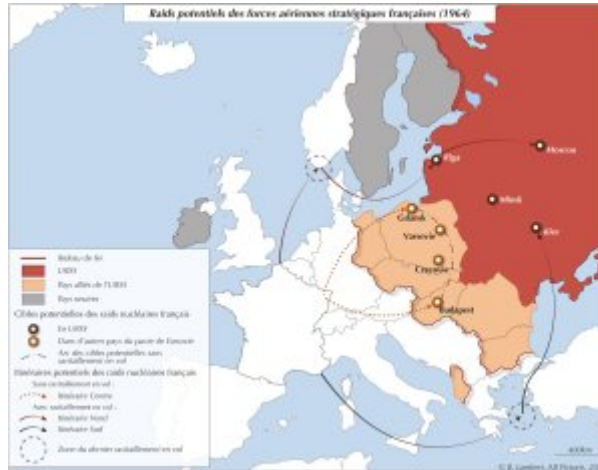 Raids potentiels des forces aériennes stratégiques françaises (1964)
Moscou
Riga
Minsk
Gdansk
Kiev
Varsovie
Cracovie
Budapest
Rideau de fer
URSS
Pays alliés de l'URSS
Pays neutre
Cibles potentielles des raids nucléaires français
En URSS
Dans d'autres pays du pacte de Varsovie
Arc des cibles potentielles sans
ravitaillement en vol
Itinéraires potentiels des raids nucléaires français
Sans ravitaillement en vol :
Itinéraire Centre
Avec ravitaillement en vol :
Itinéraire Nord
Itinéraire Sud
Zone du dernier ravitaillement en vol